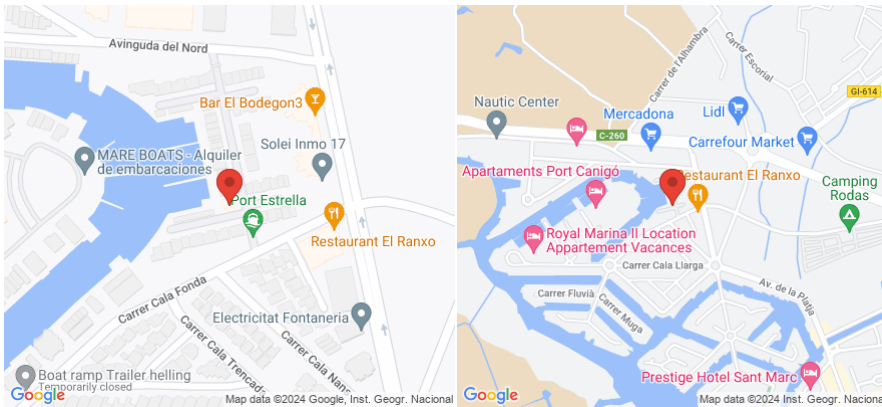 Avinguda del Nord
Bar El Bodegon3
Solei Inmo 17
MARE BOATS - Alquiler
de embarcaciones
Port Estrella
Restaurant El Ranxo
Carrer Cala Fonda
Electricitat Fontaneria
Carrer Cala Trencad
Carrer Cala Nans
Boat ramp Trailer helling
Temporarily closed
Google
Map data ©2024 Google, Inst. Geogr. Nacional
Carrer de l'Alhambra
Carrer Escorial
GI-614
Nautic Center
Lidl
Mercadona
C-260
Carrefour Market
Apartaments Port Canigó
Restaurant El Ranxo
Camping
Rodas
Royal Marina II Location
Appartement Vacances
Carrer Cala Llarga
Av. de la Platja
Carrer Fluvià
Carrer Muga
Prestige Hotel Sant Marc
Google
Map data ©2024 Google, Inst. Geogr. Nacional